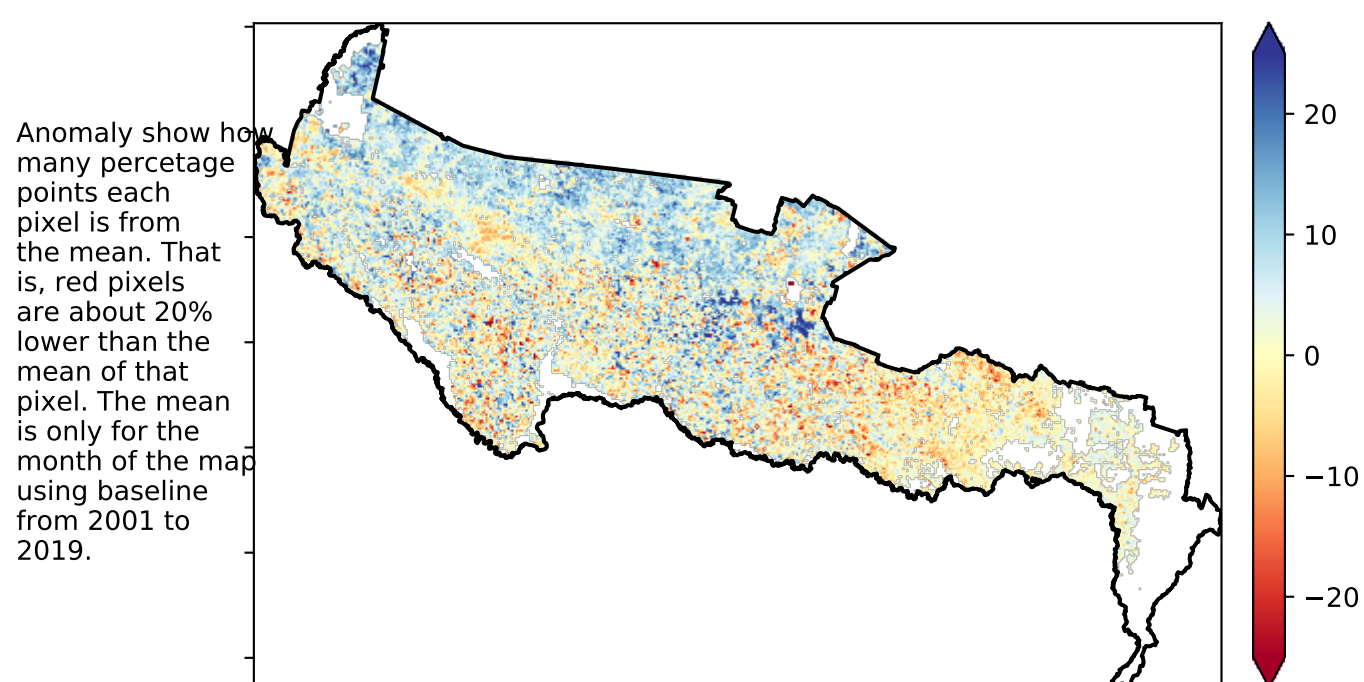 Anomaly show how
many percetage
points each
pixel is from
the mean. That
is, red pixels
are about 20%
lower than the
mean of that
pixel. The mean
is only for the
month of the map
using baseline
from 2001 to
2019.
20
10
0
−10
−20